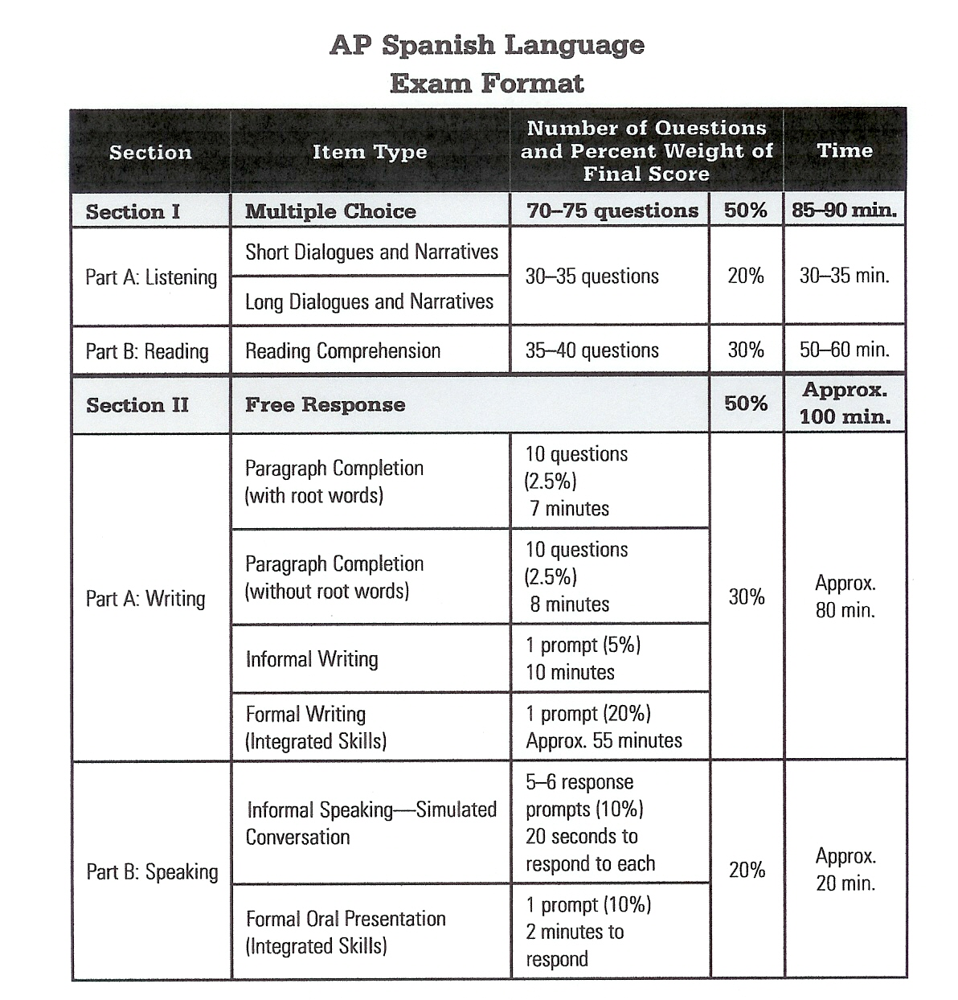 AP Spanish Language
Exam Format
Section
Item Type
Number of Questions
and Percent Weight of
Final Score
Time
Section I
Multiple Choice
70–75 questions
50%
85–90 min.
Part A: Listening
Short Dialogues and Narratives
Long Dialogues and Narratives
30–35 questions
20%
30–35 min.
Part B: Reading
Reading Comprehension
35–40 questions
30%
50–60 min.
Section II
Free Response
50%
Approx.
100 min.
Part A: Writing
Paragraph Completion
(with root words)
10 questions
(2.5%)
7 minutes
Paragraph Completion
(without root words)
10 questions
(2.5%)
8 minutes
Informal Writing
1 prompt (5%)
10 minutes
Formal Writing
(Integrated Skills)
1 prompt (20%)
Approx. 55 minutes
30%
Approx.
80 min.
Part B: Speaking
Informal Speaking—Simulated
Conversation
5–6 response
prompts (10%)
20 seconds to
respond to each
Formal Oral Presentation
(Integrated Skills)
1 prompt (10%)
2 minutes to
respond
20%
Approx.
20 min.